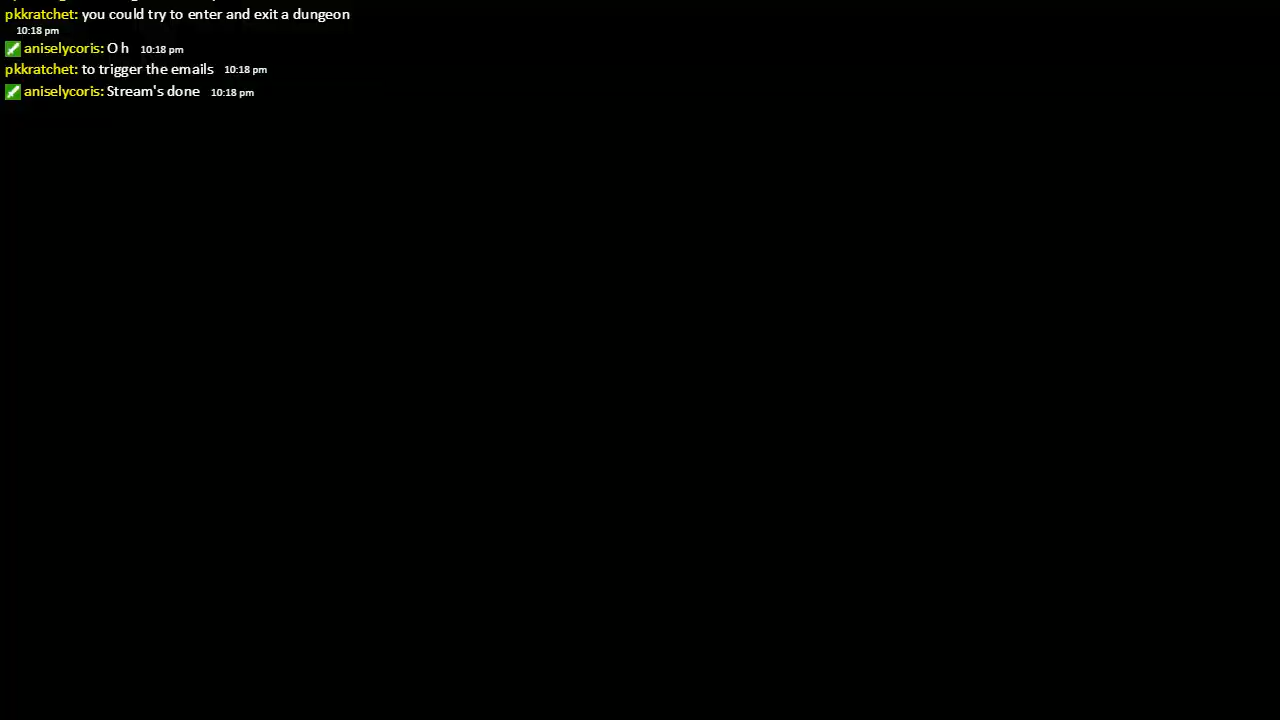 pkkratchet: you could try to enter and exit a dungeon
10:18 pm
aniselycoris: O h 10:18 pm
pkkratchet: to trigger the emails 10:18 pm
aniselycoris: Stream's done 10:18 pm